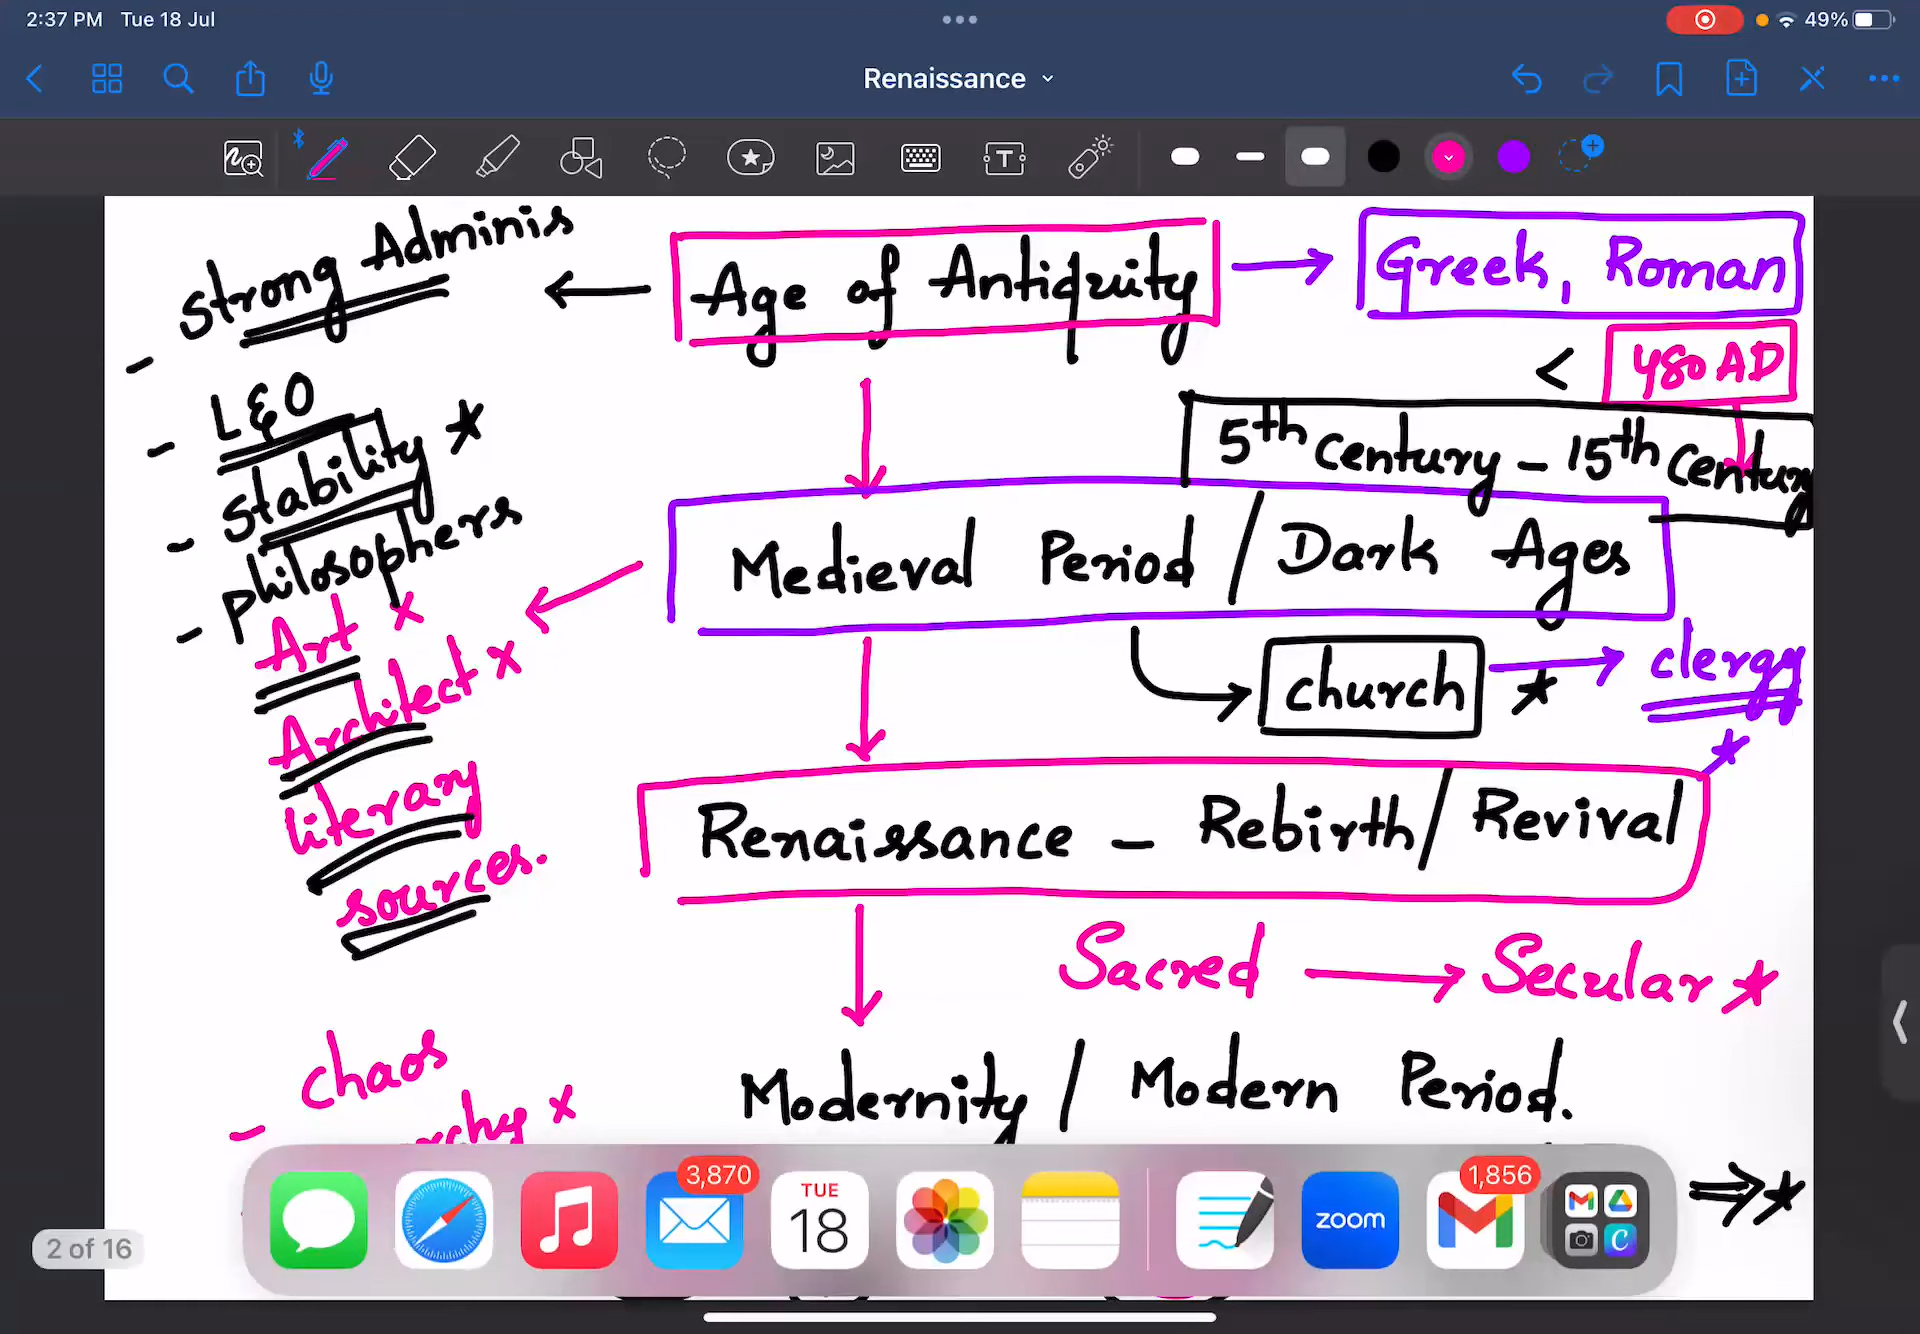 2:37 PM Tue 18 Jul
49%
Renaissance
T
Strong Adminis
Age of Antiquity
Greek, Roman
< 480 AD
- L&O
5th Century - 15th Century
- Stability
- philosophers
Medieval Period / Dark Ages
- Art x
Architect x
church
clergy
literary
sources.
Renaissance - Rebirth / Revival
Sacred → Secular
chaos
- rchy x
Modernity / Modern Period.
3,870
TUE
18
zoom
1,856
2 of 16